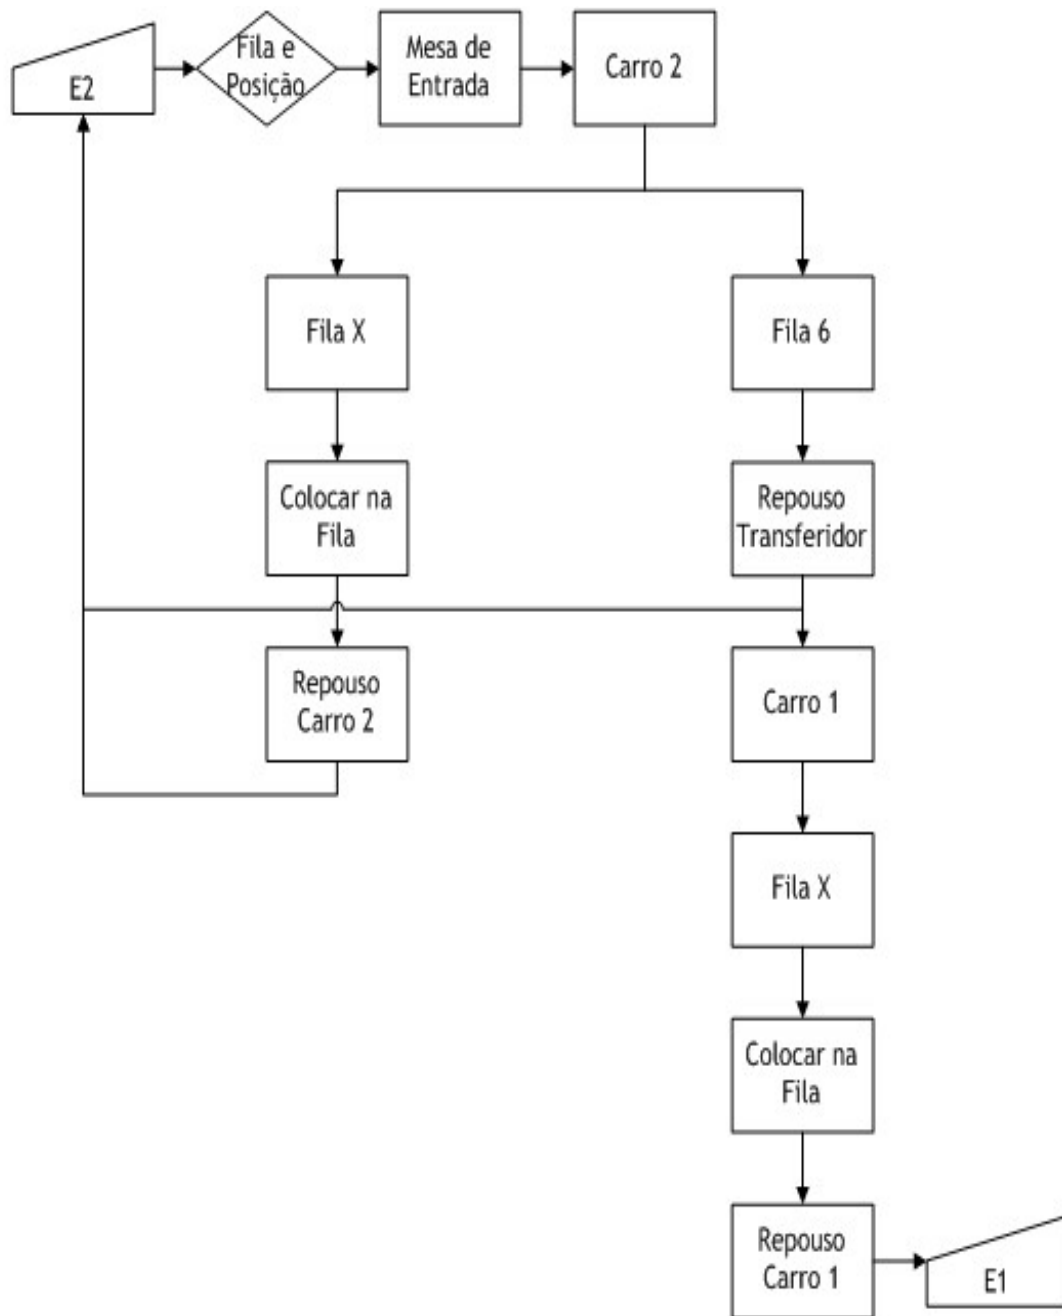 E2
Fila e
Posição
Mesa de
Entrada
Carro 2
Fila X
Fila 6
Colocar na
Fila
Repouso
Transferidor
Repouso
Carro 2
Carro 1
Fila X
Colocar na
Fila
Repouso
Carro 1
E1